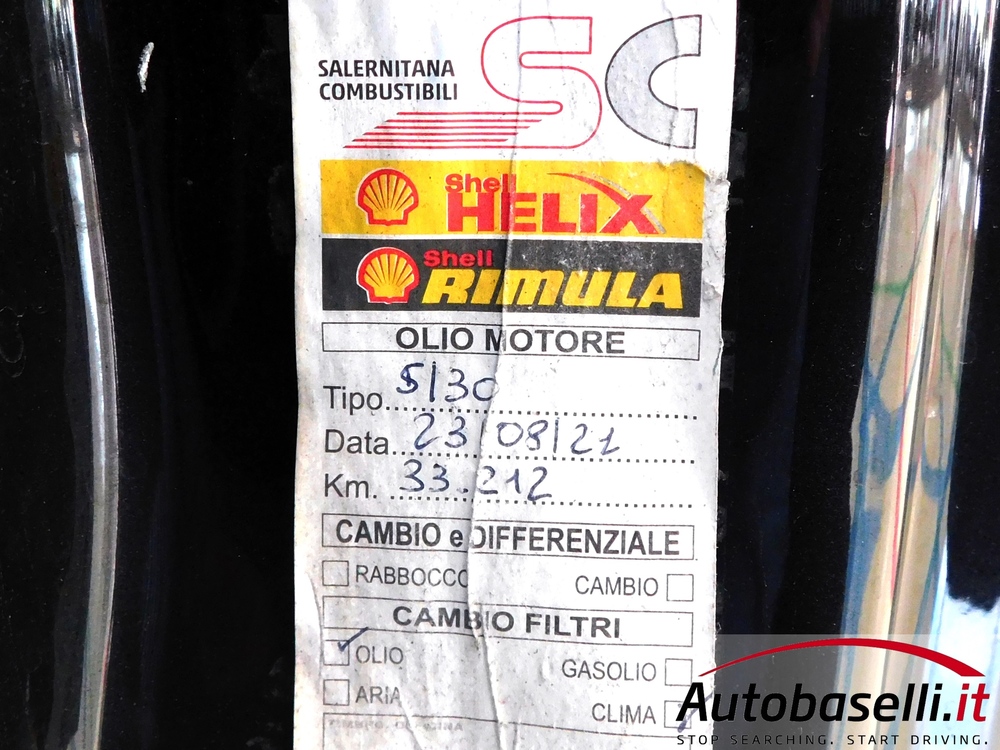 SALERNITANA
COMBUSTIBILI
SC
Shell
HELIX
Shell
RIMULA
OLIO MOTORE
Tipo 5/30
Data 23/08/21
Km. 33.212
CAMBIO e DIFFERENZIALE
RABBOCCO CAMBIO
CAMBIO FILTRI
OLIO GASOLIO
ARIA CLIMA
Autobaselli.it
STOP SEARCHING. START DRIVING.